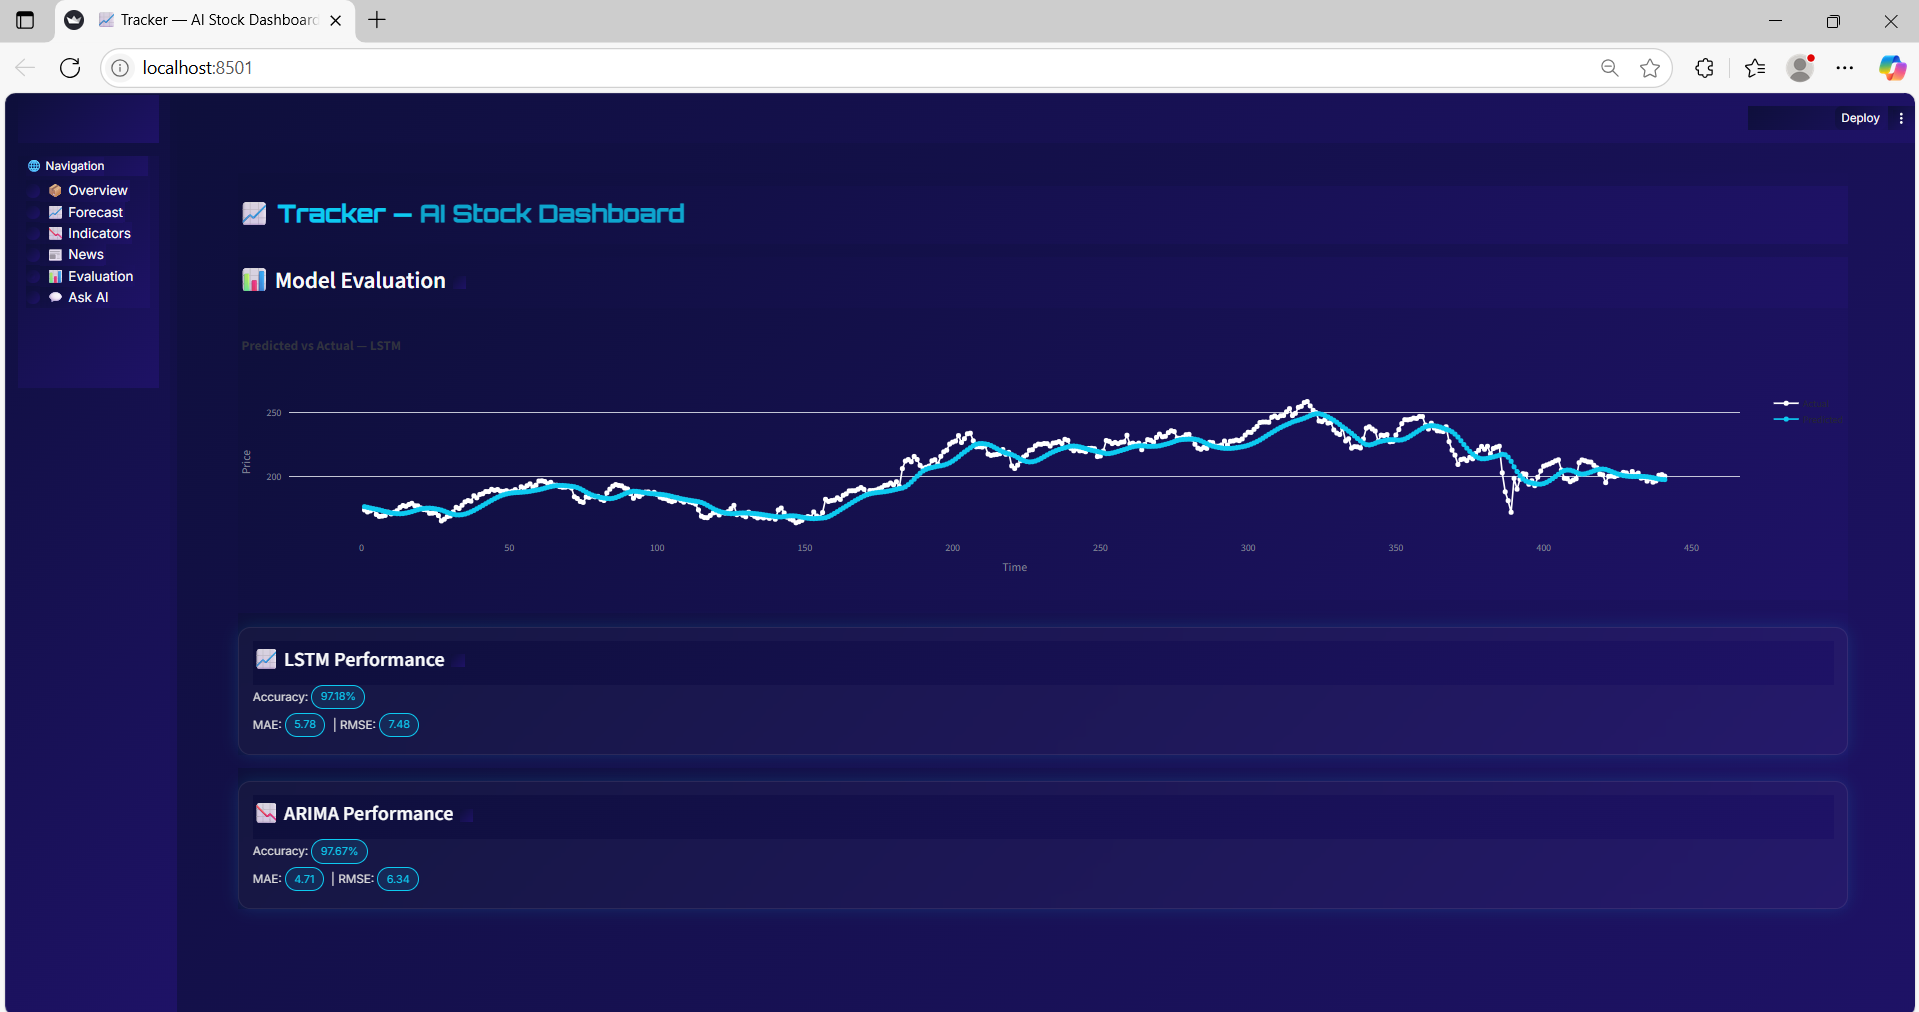 Tracker — AI Stock Dashboard
localhost:8501
Deploy
Navigation
Overview
Forecast
Indicators
News
Evaluation
Ask AI
Tracker — AI Stock Dashboard
Model Evaluation
Predicted vs Actual — LSTM
250
200
Price
0 50 100 150 200 250 300 350 400 450
Time
LSTM Performance
Accuracy: 97.18%
MAE: 5.78 | RMSE: 7.48
ARIMA Performance
Accuracy: 97.67%
MAE: 4.71 | RMSE: 6.34